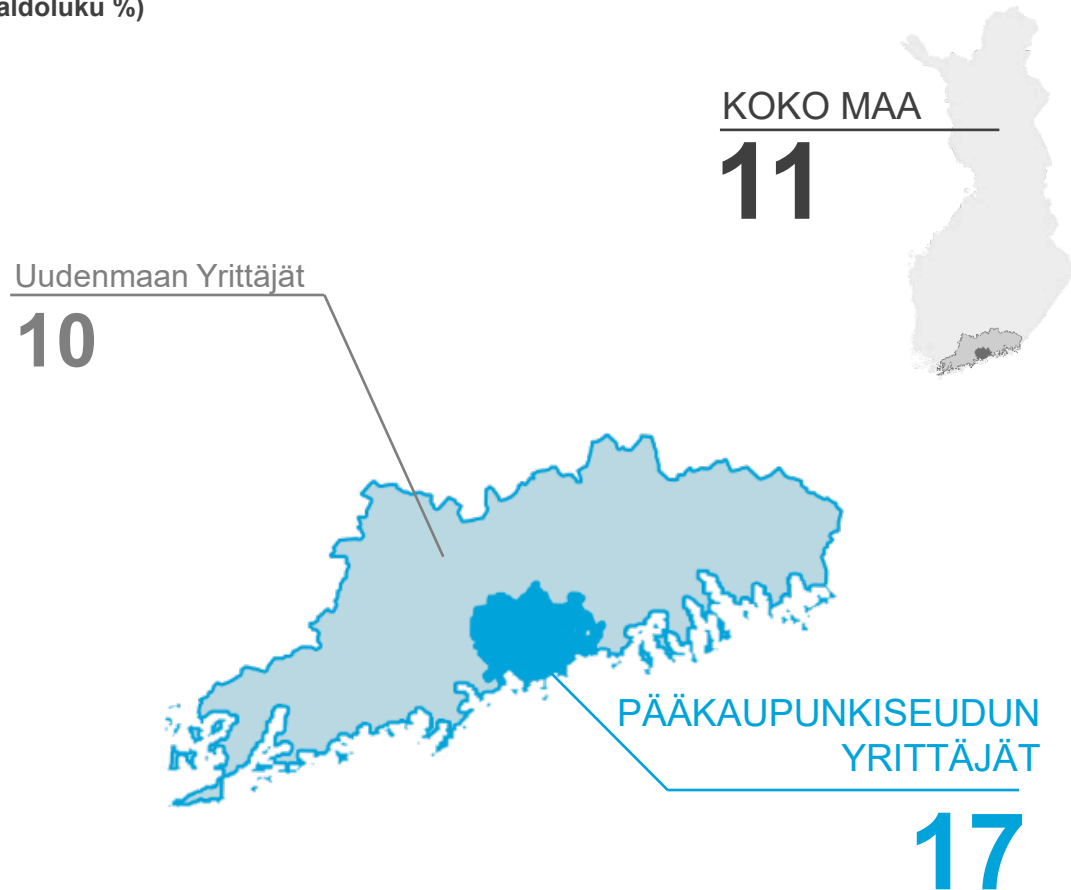 aldoluku %)
KOKO MAA
11
Uudenmaan Yrittäjät
10
PÄÄKAUPUNKISEUDUN
YRITTÄJÄT
17